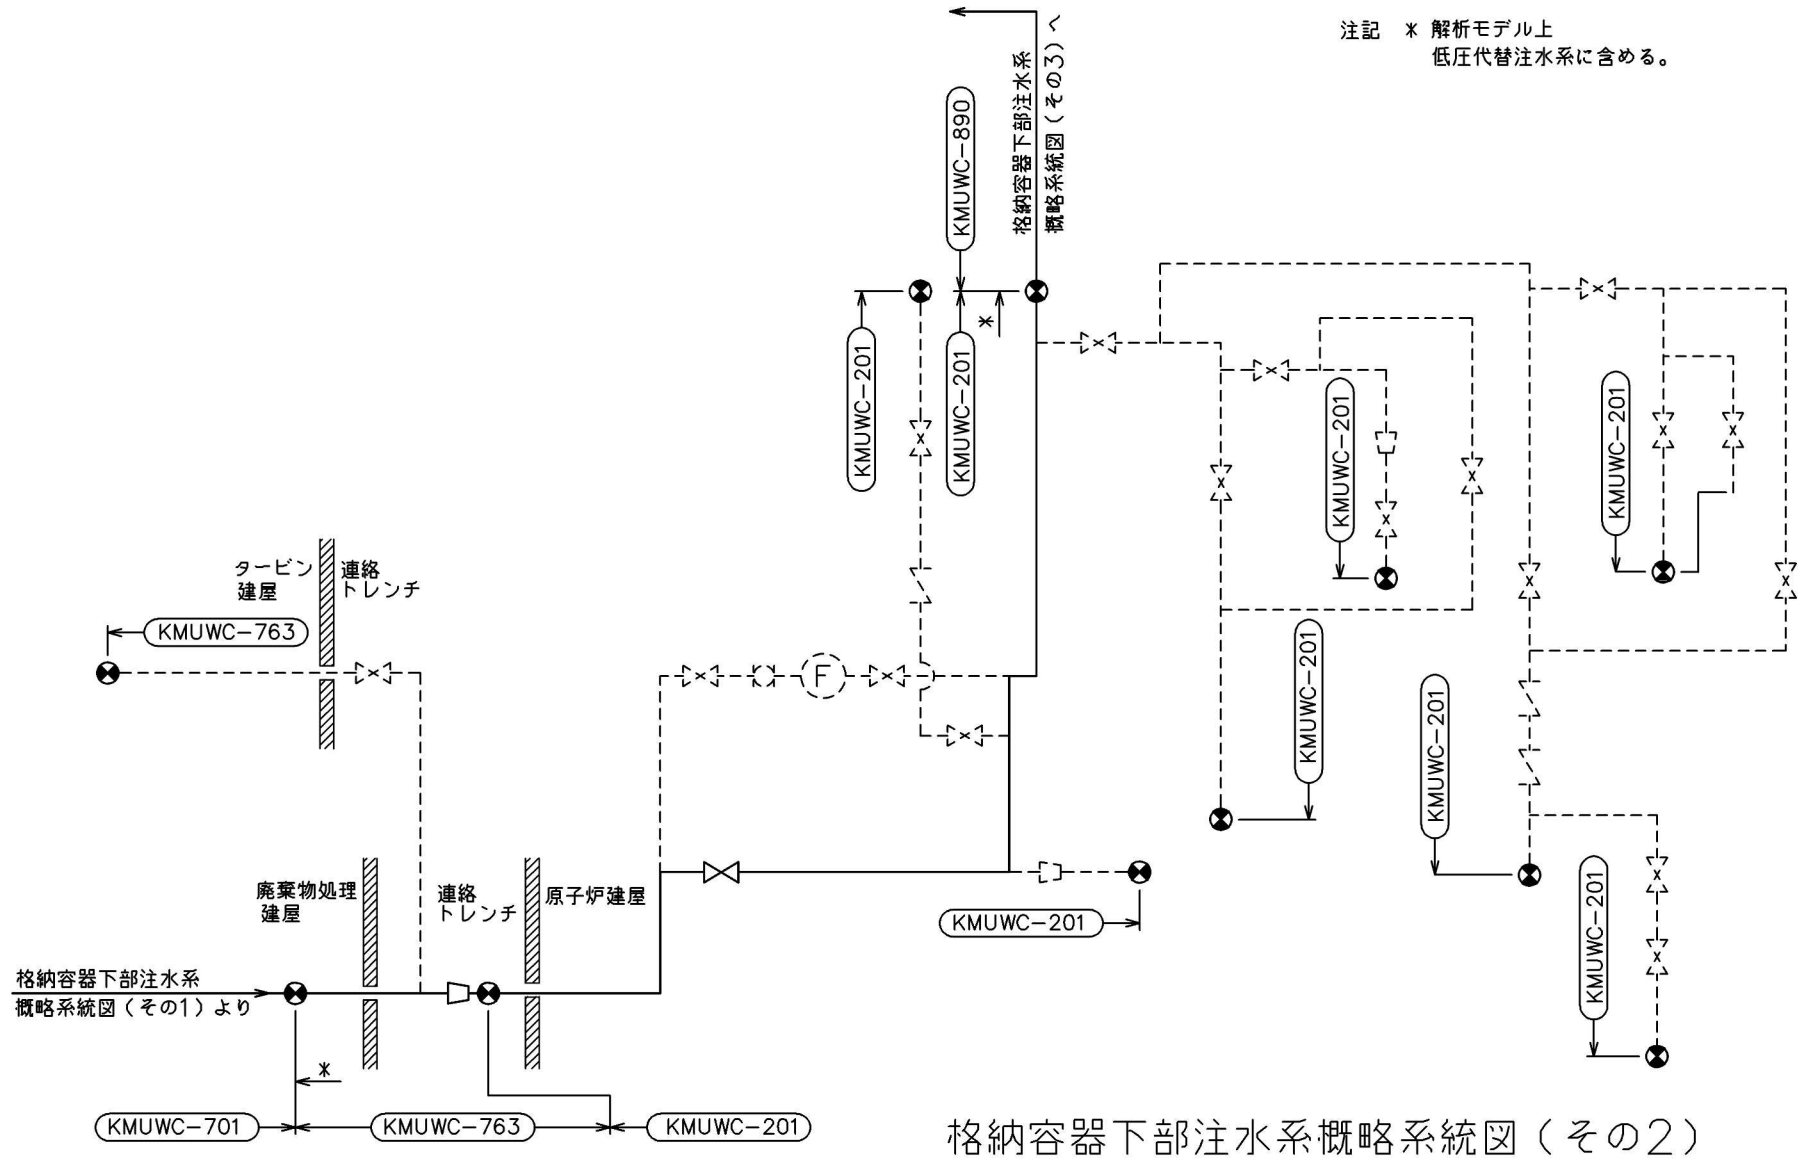 注記 * 解析モデル上
低圧代替注水系に含める。
格納容器下部注水系
概略系統図(その3)へ
KMUWC-890
KMUWC-201
KMUWC-201
*
KMUWC-201
KMUWC-201
タービン
建屋
連絡
トレンチ
KMUWC-763
F
KMUWC-201
KMUWC-201
廃棄物処理
建屋
連絡
トレンチ
原子炉建屋
KMUWC-201
KMUWC-201
格納容器下部注水系
概略系統図(その1)より
*
KMUWC-701
KMUWC-763
KMUWC-201
格納容器下部注水系概略系統図(その2)